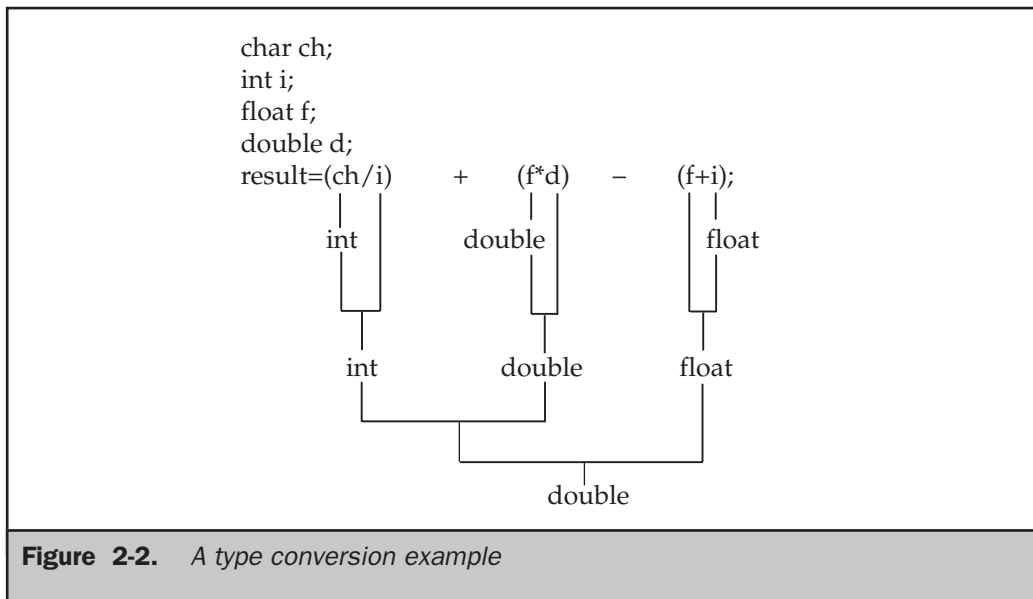 char ch;
int i;
float f;
double d;
result=(ch/i) + (f*d) – (f+i);
int double float
int double float
double
Figure 2-2. A type conversion example